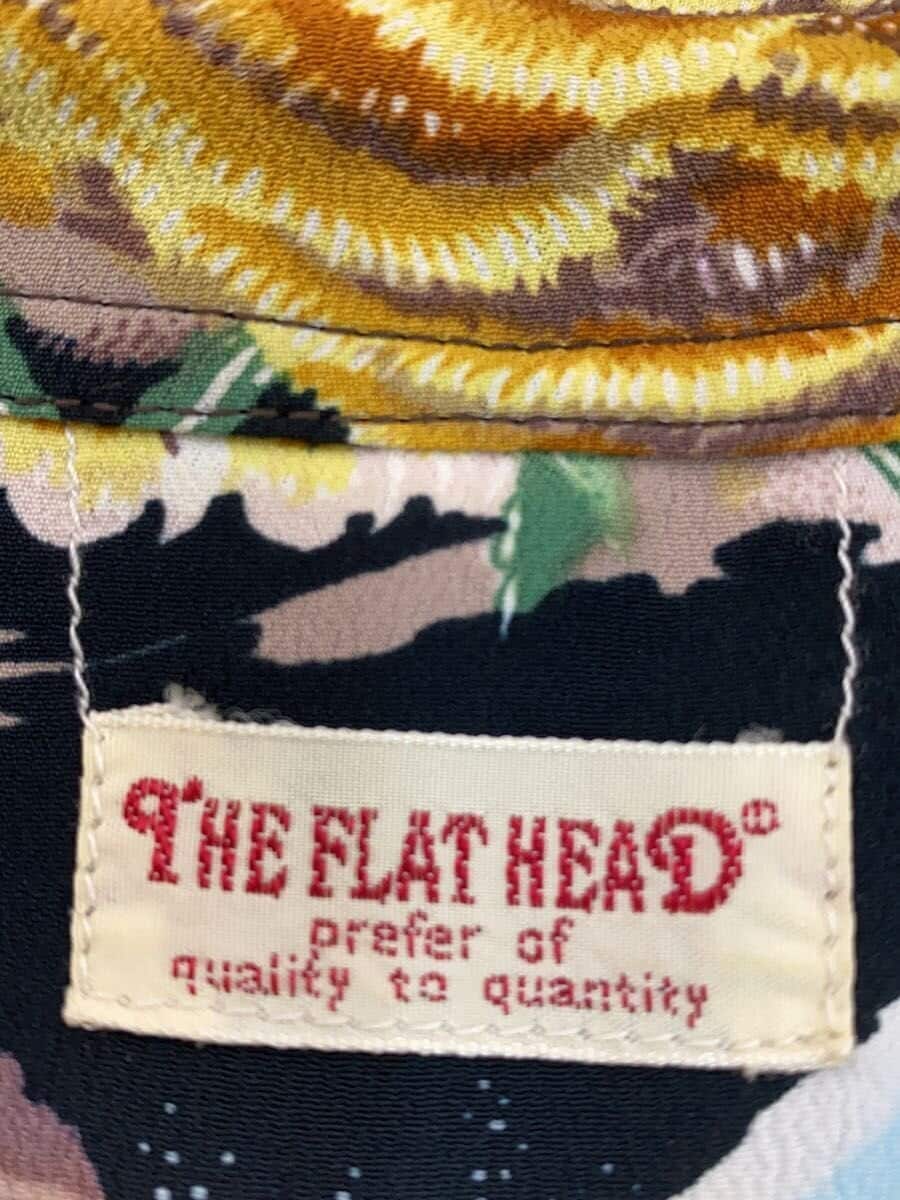 THE FLAT HEAD®
prefer of
quality to quantity